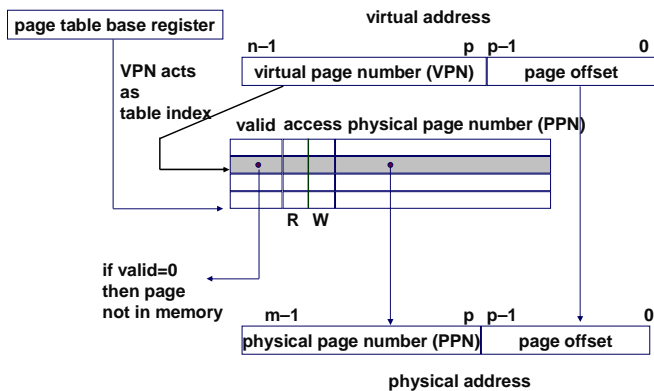 page table base register
virtual address
n–1 p p–1 0
virtual page number (VPN) page offset
VPN acts
as
table index
valid access physical page number (PPN)
R W
if valid=0
then page
not in memory
m–1 p p–1 0
physical page number (PPN) page offset
physical address